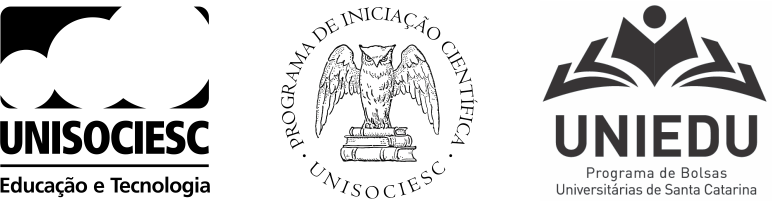 UNISOCIESC
Educação e Tecnologia
PROGRAMA DE INICIAÇÃO CIENTÍFICA
· UNISOCIESC ·
UNIEDU
Programa de Bolsas
Universitárias de Santa Catarina